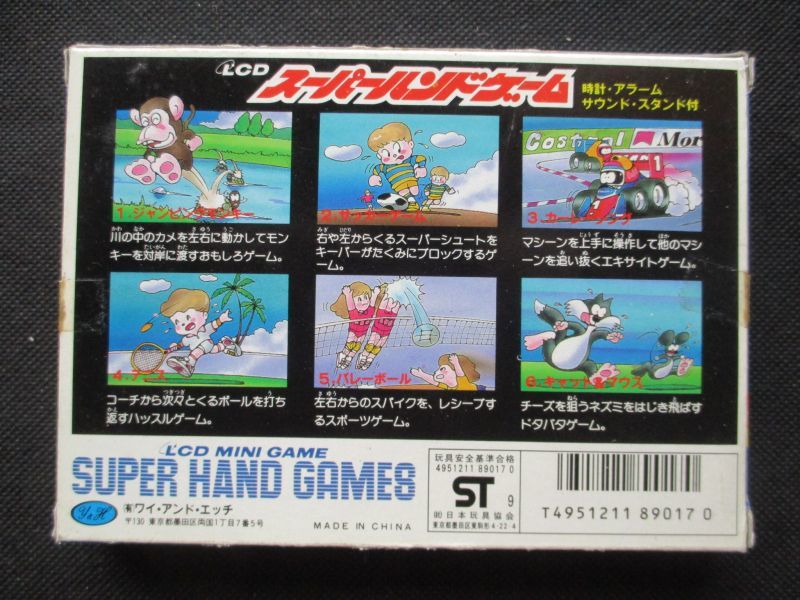 LCD スーパーハンドゲーム
時計・アラーム
サウンド・スタンド付
1.ジャンピングモンキー
川の中のカメを左右に動かしてモン
キーを対岸に渡すおもしろゲーム。
2.サッカーゲーム
右や左からくるスーパーシュートを
キーパーがたくみにブロックするゲ
ーム。
Castrol Mor
3.カーレーシング
マシーンを上手に操作して他のマシ
ーンを追い抜くエキサイトゲーム。
4.テニス
コーチから次々とくるボールを打ち
返すハッスルゲーム。
5.バレーボール
左右からのスパイクを、レシーブす
るスポーツゲーム。
6.キャット&マウス
チーズを狙うネズミをはじき飛ばす
ドタバタゲーム。
LCD MINI GAME
SUPER HAND GAMES
Y&H
㈲ワイ・アンド・エッチ
〒130 東京都墨田区両国1丁目7番5号
MADE IN CHINA
玩具安全基準合格
4951211 89017 0
ST 9
㈳日本玩具協会
東京都墨田区東駒形4-22-4
T4951211 89017 0